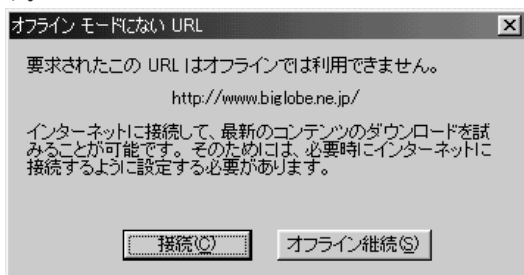 オフライン モードにない URL
要求されたこの URL はオフラインでは利用できません。
http://www.biglobe.ne.jp/
インターネットに接続して、最新のコンテンツのダウンロードを試
みることが可能です。そのためには、必要時にインターネットに
接続するように設定する必要があります。
接続(C) オフライン継続(S)